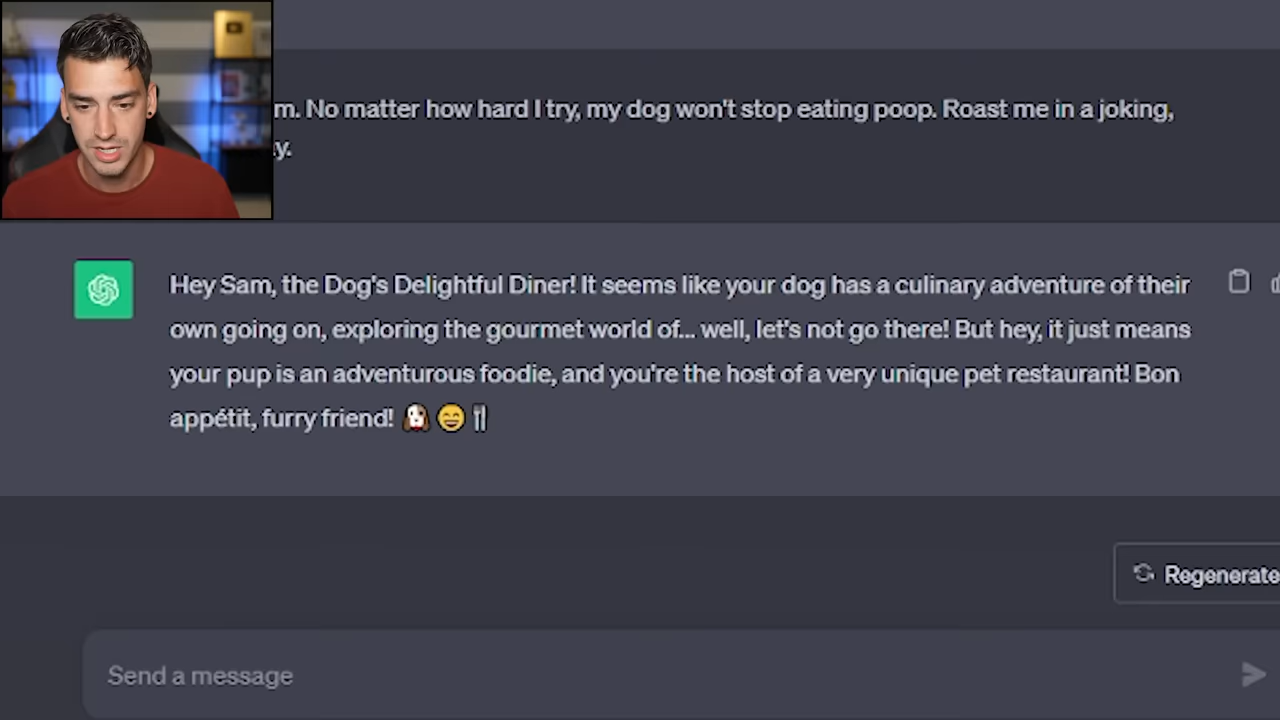 m. No matter how hard I try, my dog won't stop eating poop. Roast me in a joking,
y.
Hey Sam, the Dog's Delightful Diner! It seems like your dog has a culinary adventure of their
own going on, exploring the gourmet world of... well, let's not go there! But hey, it just means
your pup is an adventurous foodie, and you're the host of a very unique pet restaurant! Bon
appétit, furry friend! 🐶😄🍴
Regenerate
Send a message